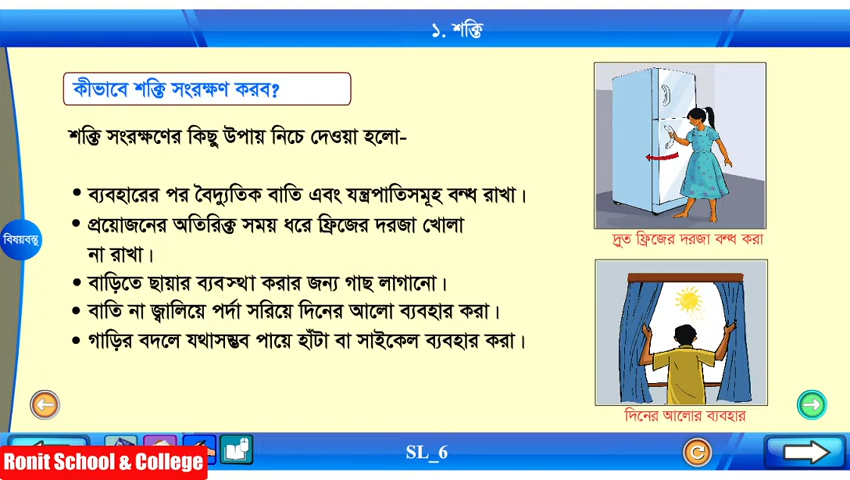 ১. শক্তি
কীভাবে শক্তি সংরক্ষণ করব?
শক্তি সংরক্ষণের কিছু উপায় নিচে দেওয়া হলো-
• ব্যবহারের পর বৈদ্যুতিক বাতি এবং যন্ত্রপাতিসমূহ বন্ধ রাখা।
• প্রয়োজনের অতিরিক্ত সময় ধরে ফ্রিজের দরজা খোলা
না রাখা।
• বাড়িতে ছায়ার ব্যবস্থা করার জন্য গাছ লাগানো।
• বাতি না জ্বালিয়ে পর্দা সরিয়ে দিনের আলো ব্যবহার করা।
• গাড়ির বদলে যথাসম্ভব পায়ে হাঁটা বা সাইকেল ব্যবহার করা।
বিষয়বস্তু
দ্রুত ফ্রিজের দরজা বন্ধ করা
দিনের আলোর ব্যবহার
SL_6
Ronit School & College